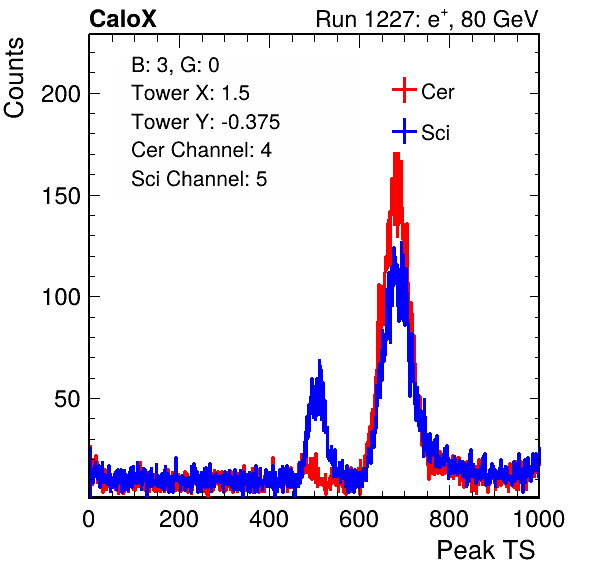 CaloX Run 1227: e⁺, 80 GeV
Counts
B: 3, G: 0
Tower X: 1.5
Tower Y: -0.375
Cer Channel: 4
Sci Channel: 5
Cer
Sci
200
150
100
50
0 200 400 600 800 1000
Peak TS